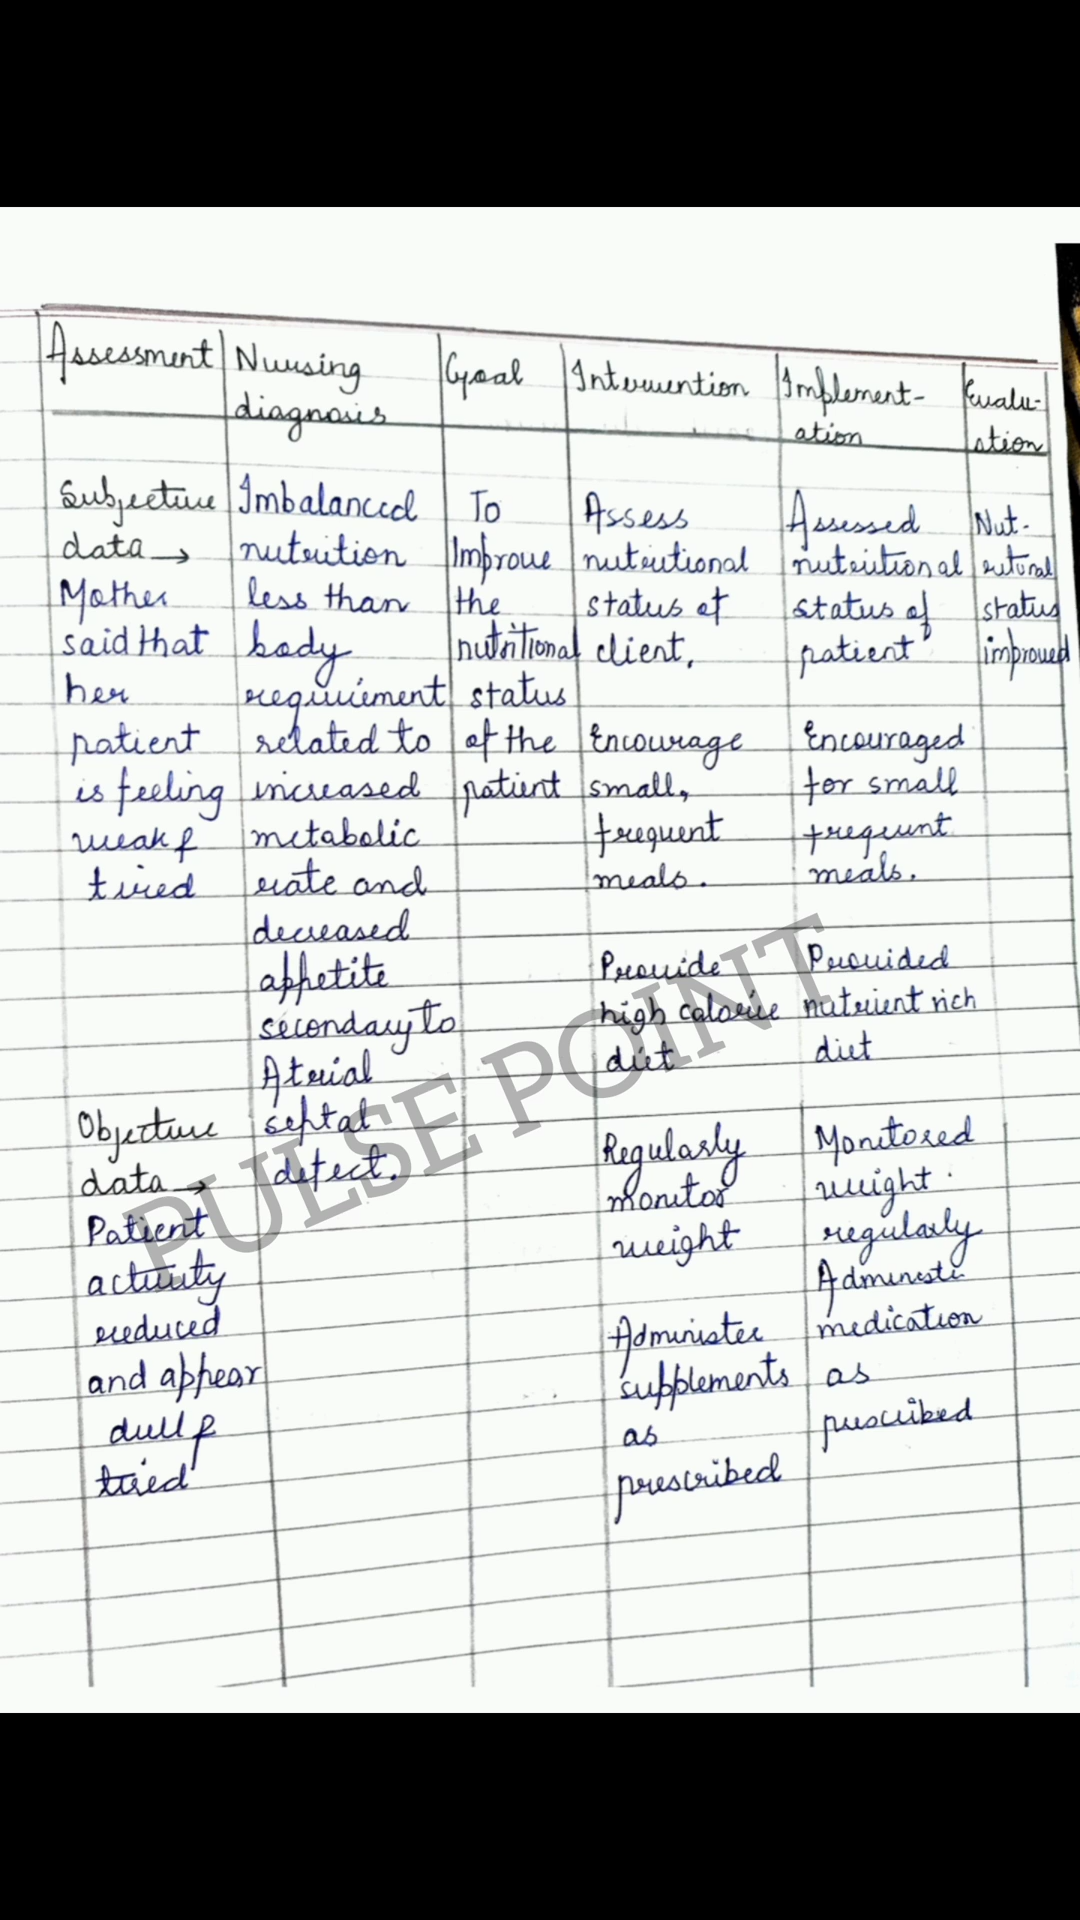 Assessment
Nursing
diagnosis
Goal
Intervention
Implement-
ation
Evalu-
ation
Subjective
data →
Mother
said that
her
patient
is feeling
weak &
tired
Objective
data →
Patient
activity
reduced
and appear
dull &
tired
Imbalanced
nutrition
less than
body
requirement
related to
increased
metabolic
rate and
decreased
appetite
secondary to
Atrial
septal
defect.
To
Improve
the
nutritional
status
of the
patient
Assess
nutritional
status of
client.
Encourage
small,
frequent
meals.
Provide
high calorie
diet
Regularly
monitor
weight
Administer
supplements
as
prescribed
Assessed
nutritional
status of
patient
Encouraged
for small
frequent
meals.
Provided
nutrient rich
diet
Monitored
weight.
regularly
medication
as
prescribed
Nut-
status
improved
PULSE POINT